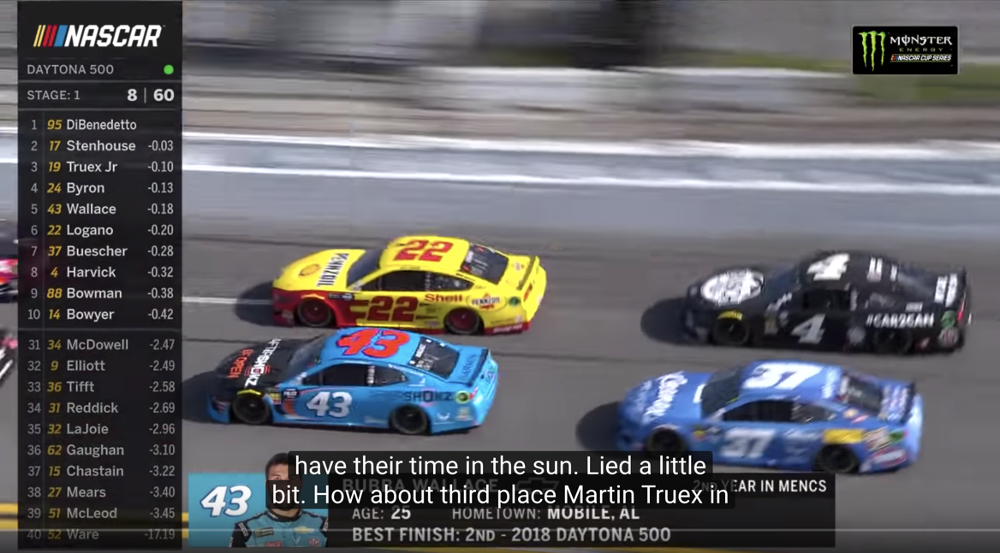 NASCAR
DAYTONA 500
STAGE: 1 8 | 60
1 95 DiBenedetto
2 17 Stenhouse -0.03
3 19 Truex Jr -0.10
4 24 Byron -0.13
5 43 Wallace -0.18
6 22 Logano -0.20
7 37 Buescher -0.28
8 4 Harvick -0.32
9 88 Bowman -0.38
10 14 Bowyer -0.42
31 34 McDowell -2.47
32 9 Elliott -2.49
33 36 Tifft -2.58
34 31 Reddick -2.69
35 32 LaJoie -2.96
36 62 Gaughan -3.10
37 15 Chastain -3.22
38 27 Mears -3.40
39 51 McLeod -3.45
40 52 Ware -17.19
MONSTER
ENERGY
NASCAR CUP SERIES
22
PENNZOIL
22
Shell
PENNZOIL
4
4
#CAR2CAN
43
AFTERSHOKZ
43
SHOKZ
37
37
have their time in the sun. Lied a little
bit. How about third place Martin Truex in
43
BUBBA WALLACE
2ND YEAR IN MENCS
AGE: 25 HOMETOWN: MOBILE, AL
BEST FINISH: 2ND - 2018 DAYTONA 500